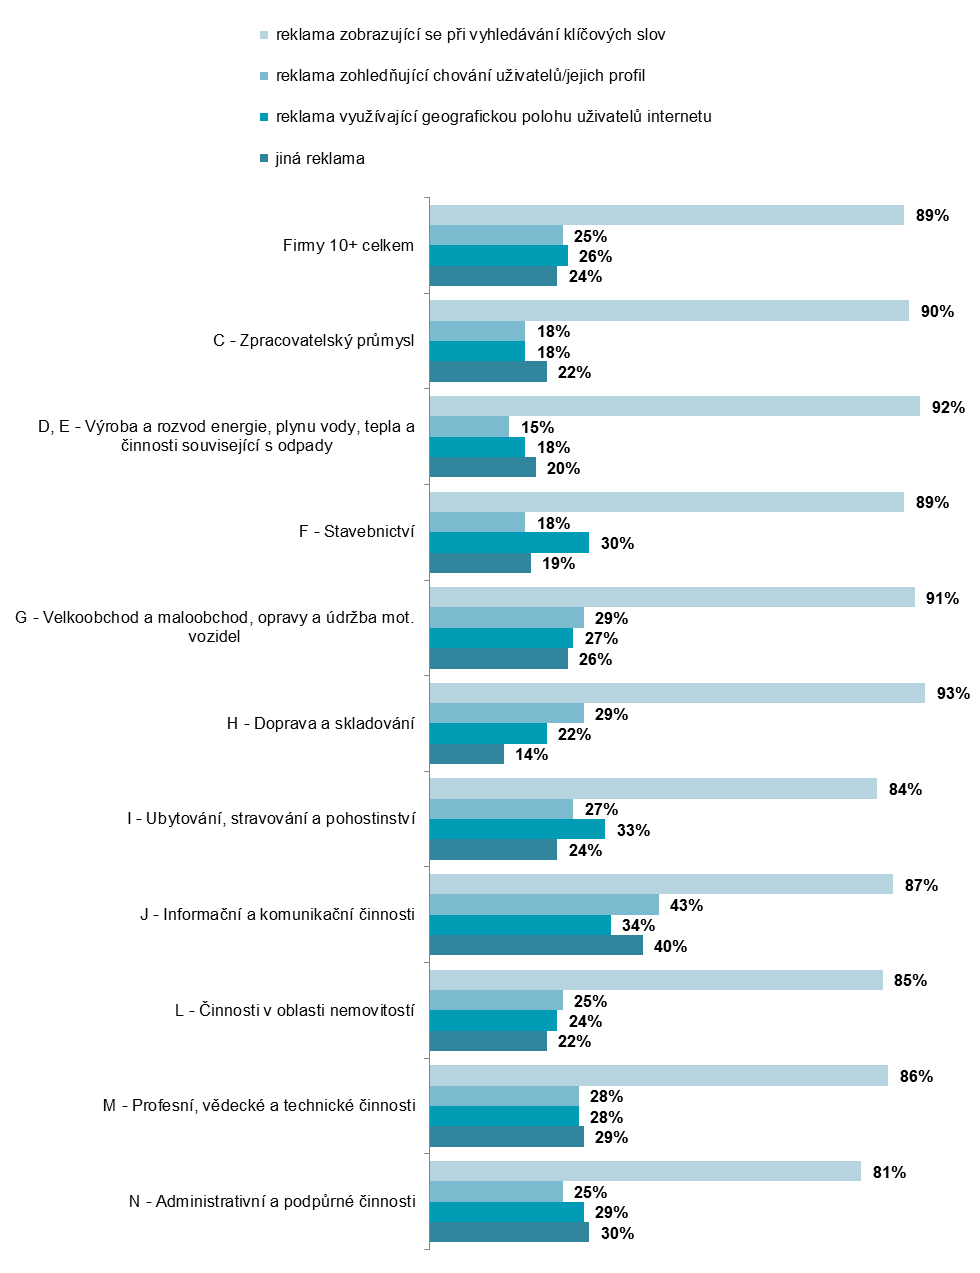 reklama zobrazující se při vyhledávání klíčových slov
reklama zohledňující chování uživatelů/jejich profil
reklama využívající geografickou polohu uživatelů internetu
jiná reklama
Firmy 10+ celkem
89%
25%
26%
24%
C - Zpracovatelský průmysl
90%
18%
18%
22%
D, E - Výroba a rozvod energie, plynu vody, tepla a
činnosti související s odpady
92%
15%
18%
20%
F - Stavebnictví
89%
18%
30%
19%
G - Velkoobchod a maloobchod, opravy a údržba mot.
vozidel
91%
29%
27%
26%
H - Doprava a skladování
93%
29%
22%
14%
I - Ubytování, stravování a pohostinství
84%
27%
33%
24%
J - Informační a komunikační činnosti
87%
43%
34%
40%
L - Činnosti v oblasti nemovitostí
85%
25%
24%
22%
M - Profesní, vědecké a technické činnosti
86%
28%
28%
29%
N - Administrativní a podpůrné činnosti
81%
25%
29%
30%